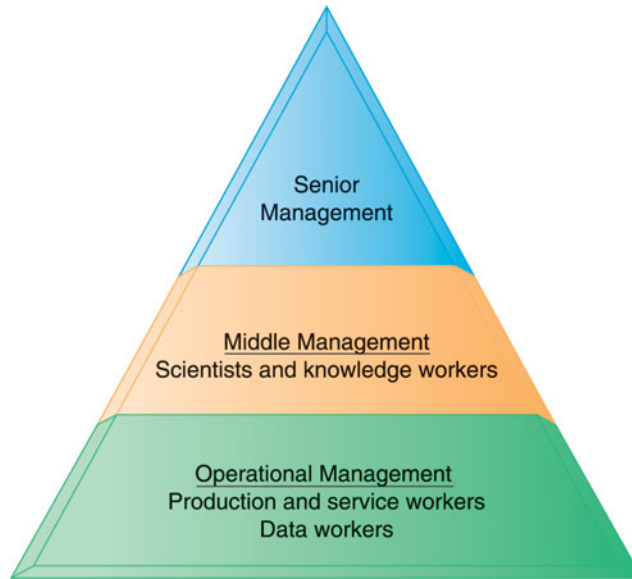 Senior
Management
Middle Management
Scientists and knowledge workers
Operational Management
Production and service workers
Data workers